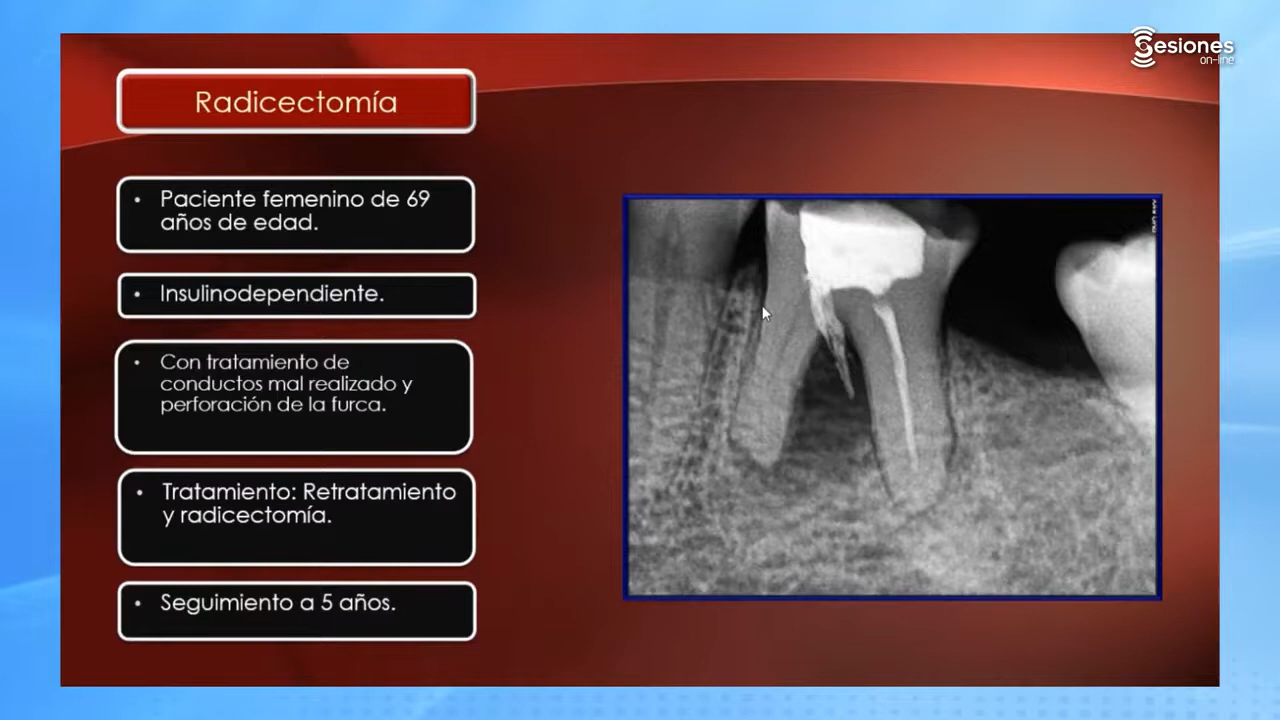 Sesiones
on-line
Radicectomía
• Paciente femenino de 69
años de edad.
• Insulinodependiente.
• Con tratamiento de
conductos mal realizado y
perforación de la furca.
• Tratamiento: Retratamiento
y radicectomía.
• Seguimiento a 5 años.